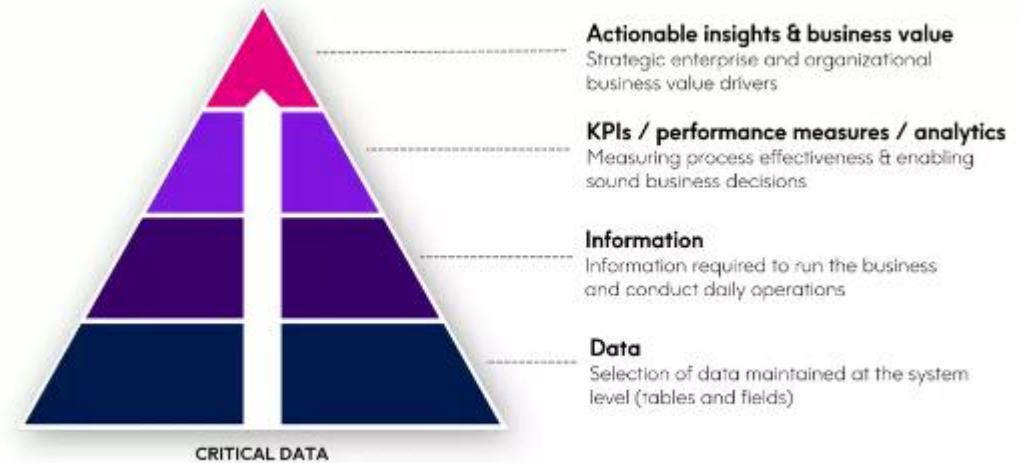 Actionable insights & business value
Strategic enterprise and organizational
business value drivers
KPIs / performance measures / analytics
Measuring process effectiveness & enabling
sound business decisions
Information
Information required to run the business
and conduct daily operations
Data
Selection of data maintained at the system
level (tables and fields)
CRITICAL DATA